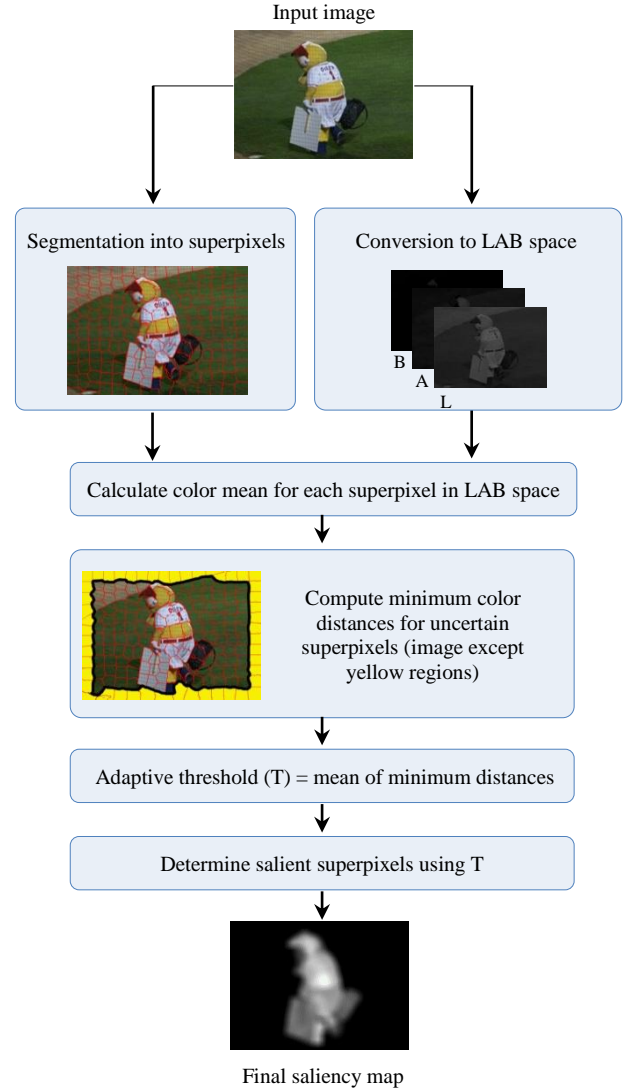 Input image
Segmentation into superpixels
Conversion to LAB space
B
A
L
Calculate color mean for each superpixel in LAB space
Compute minimum color
distances for uncertain
superpixels (image except
yellow regions)
Adaptive threshold (T) = mean of minimum distances
Determine salient superpixels using T
Final saliency map